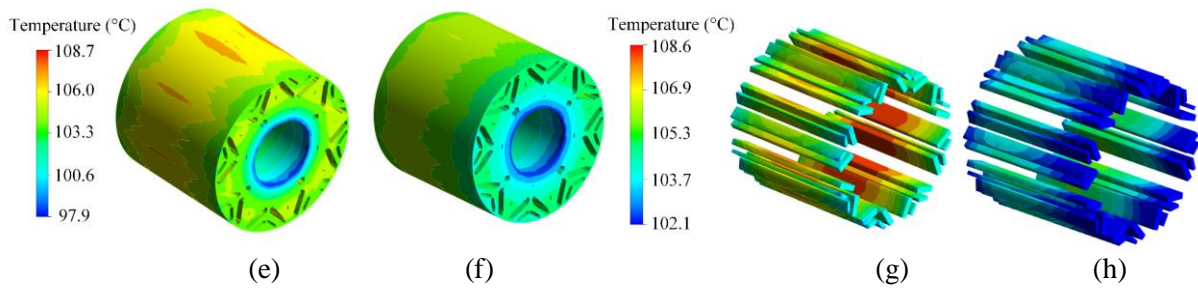 Temperature (°C)
108.7
106.0
103.3
100.6
97.9
Temperature (°C)
108.6
106.9
105.3
103.7
102.1
(e)
(f)
(g)
(h)